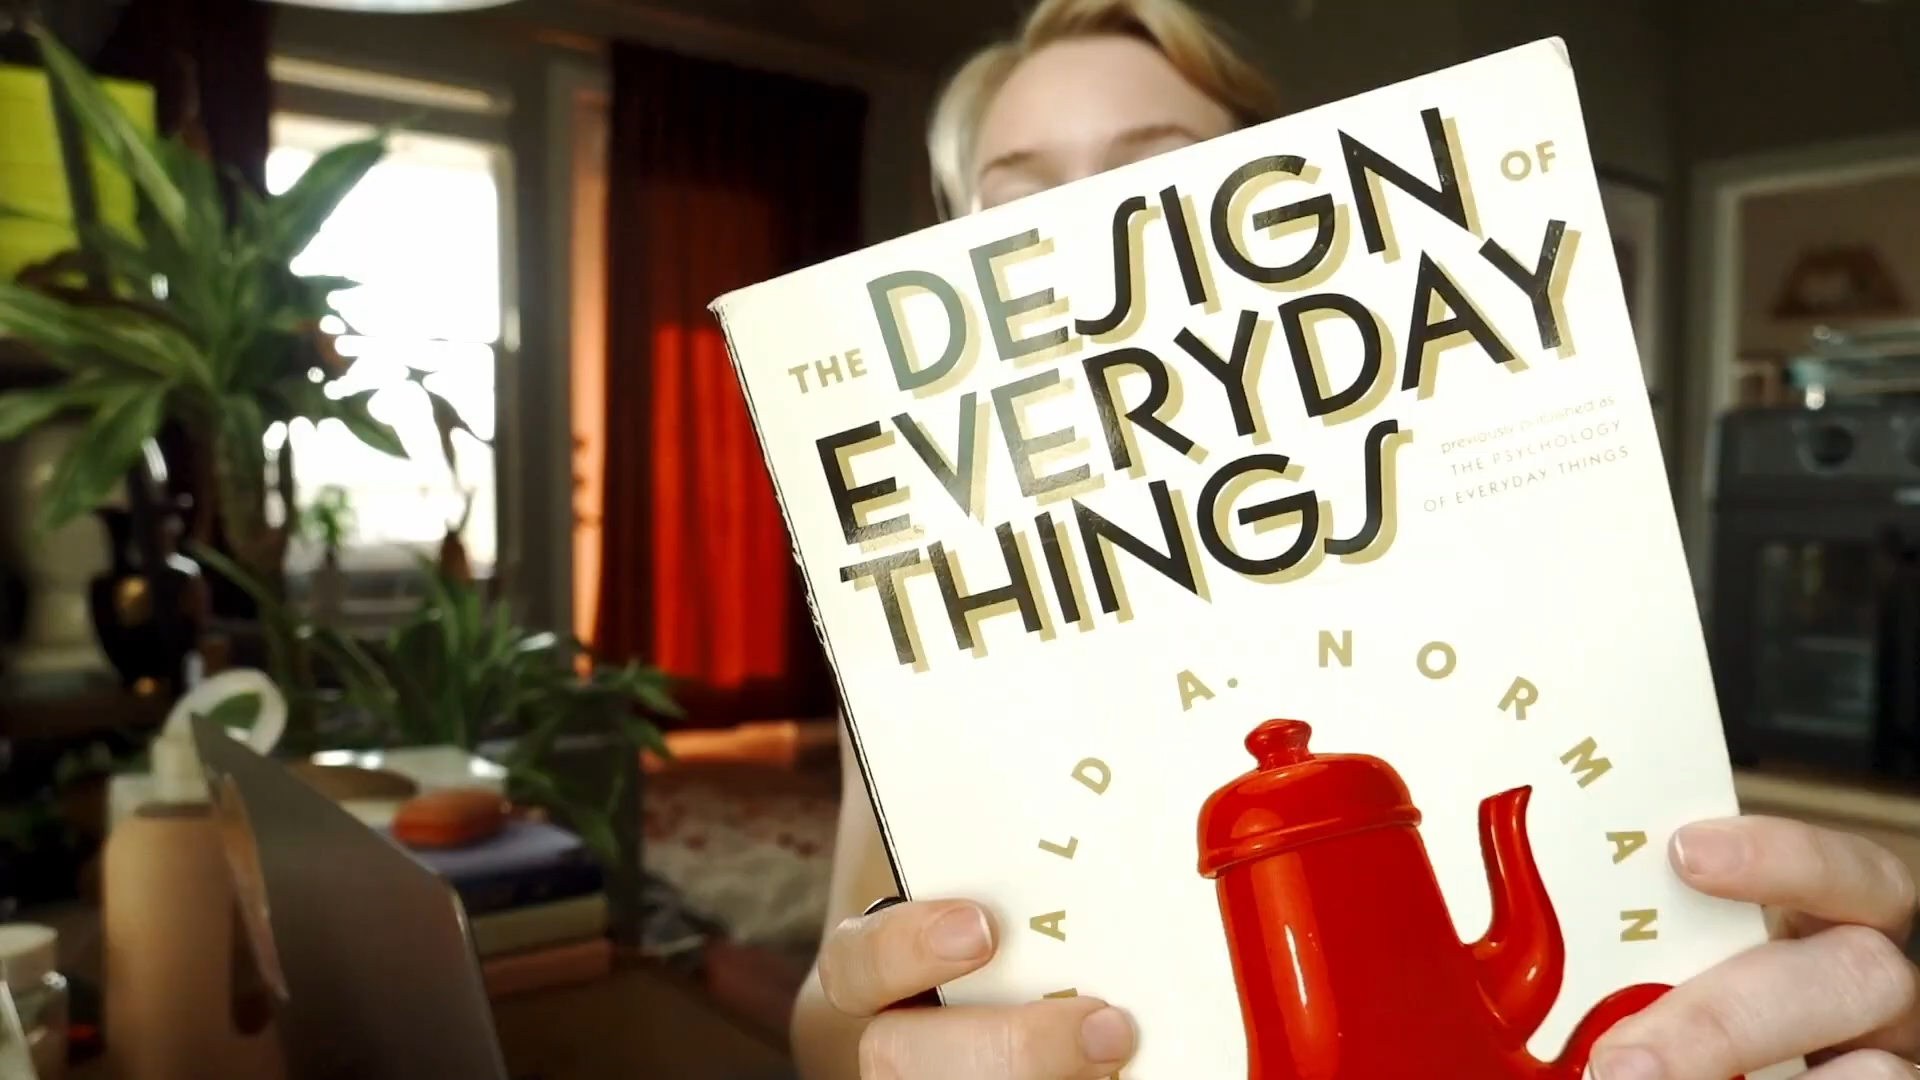 THE DESIGN OF
EVERYDAY
THINGS
previously published as
THE PSYCHOLOGY
OF EVERYDAY THINGS
ALD A. NORMAN